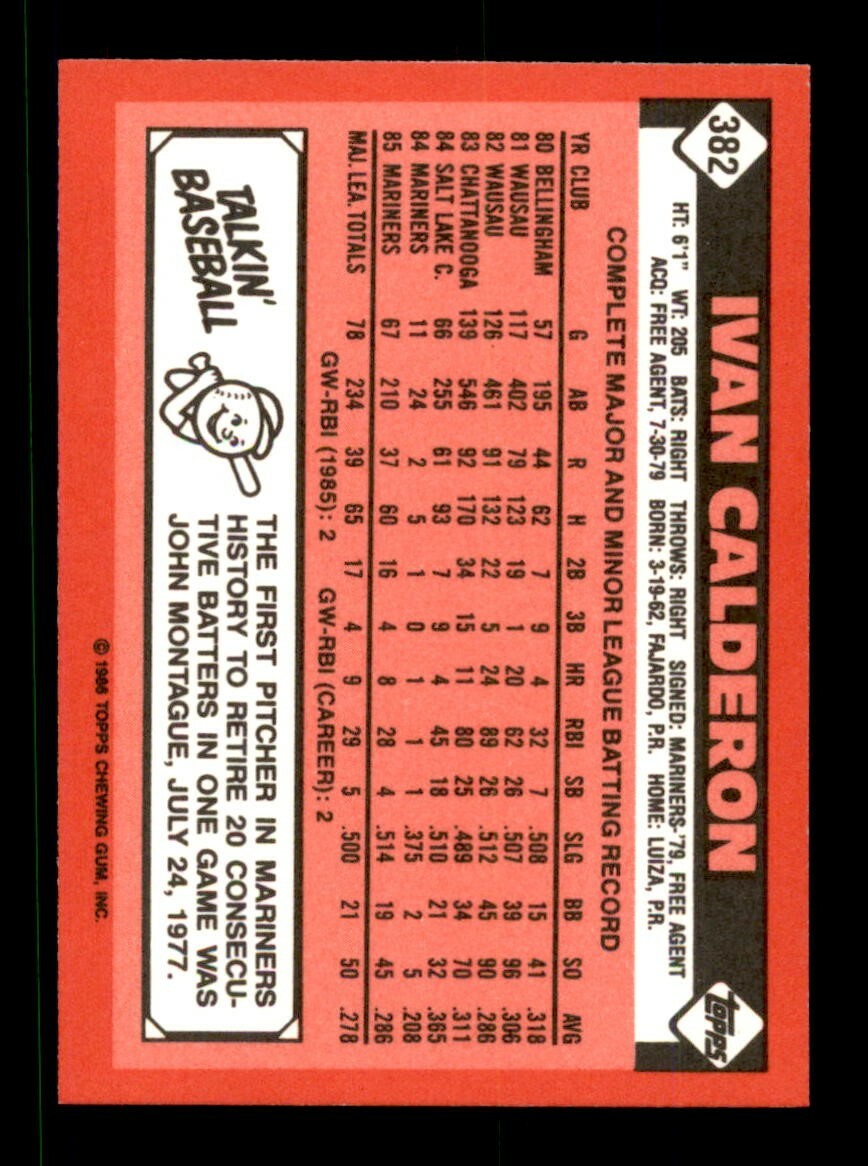 382
IVAN CALDERON
Topps
HT: 6'1" WT: 205 BATS: RIGHT THROWS: RIGHT SIGNED: MARINERS-'79, FREE AGENT
ACQ: FREE AGENT, 7-30-79 BORN: 3-19-62, FAJARDO, P.R. HOME: LUIZA, P.R.
COMPLETE MAJOR AND MINOR LEAGUE BATTING RECORD
YR CLUB G AB R H 2B 3B HR RBI SB SLG BB SO AVG
80 BELLINGHAM 57 195 44 62 7 9 4 32 7 .508 15 41 .318
81 WAUSAU 117 402 79 123 19 1 20 62 26 .507 39 96 .306
82 WAUSAU 126 461 91 132 22 5 24 89 26 .512 45 90 .286
83 CHATTANOOGA 139 546 92 170 34 15 11 80 25 .489 34 70 .311
84 SALT LAKE C. 66 255 61 93 7 9 4 45 18 .510 21 32 .365
84 MARINERS 11 24 2 5 1 0 1 1 1 .375 2 5 .208
85 MARINERS 67 210 37 60 16 4 8 28 4 .514 19 45 .286
MAJ. LEA. TOTALS 78 234 39 65 17 4 9 29 5 .500 21 50 .278
GW-RBI (1985): 2 GW-RBI (CAREER): 2
TALKIN'
BASEBALL
THE FIRST PITCHER IN MARINERS
HISTORY TO RETIRE 20 CONSECU-
TIVE BATTERS IN ONE GAME WAS
JOHN MONTAGUE, JULY 24, 1977.
© 1986 TOPPS CHEWING GUM, INC.